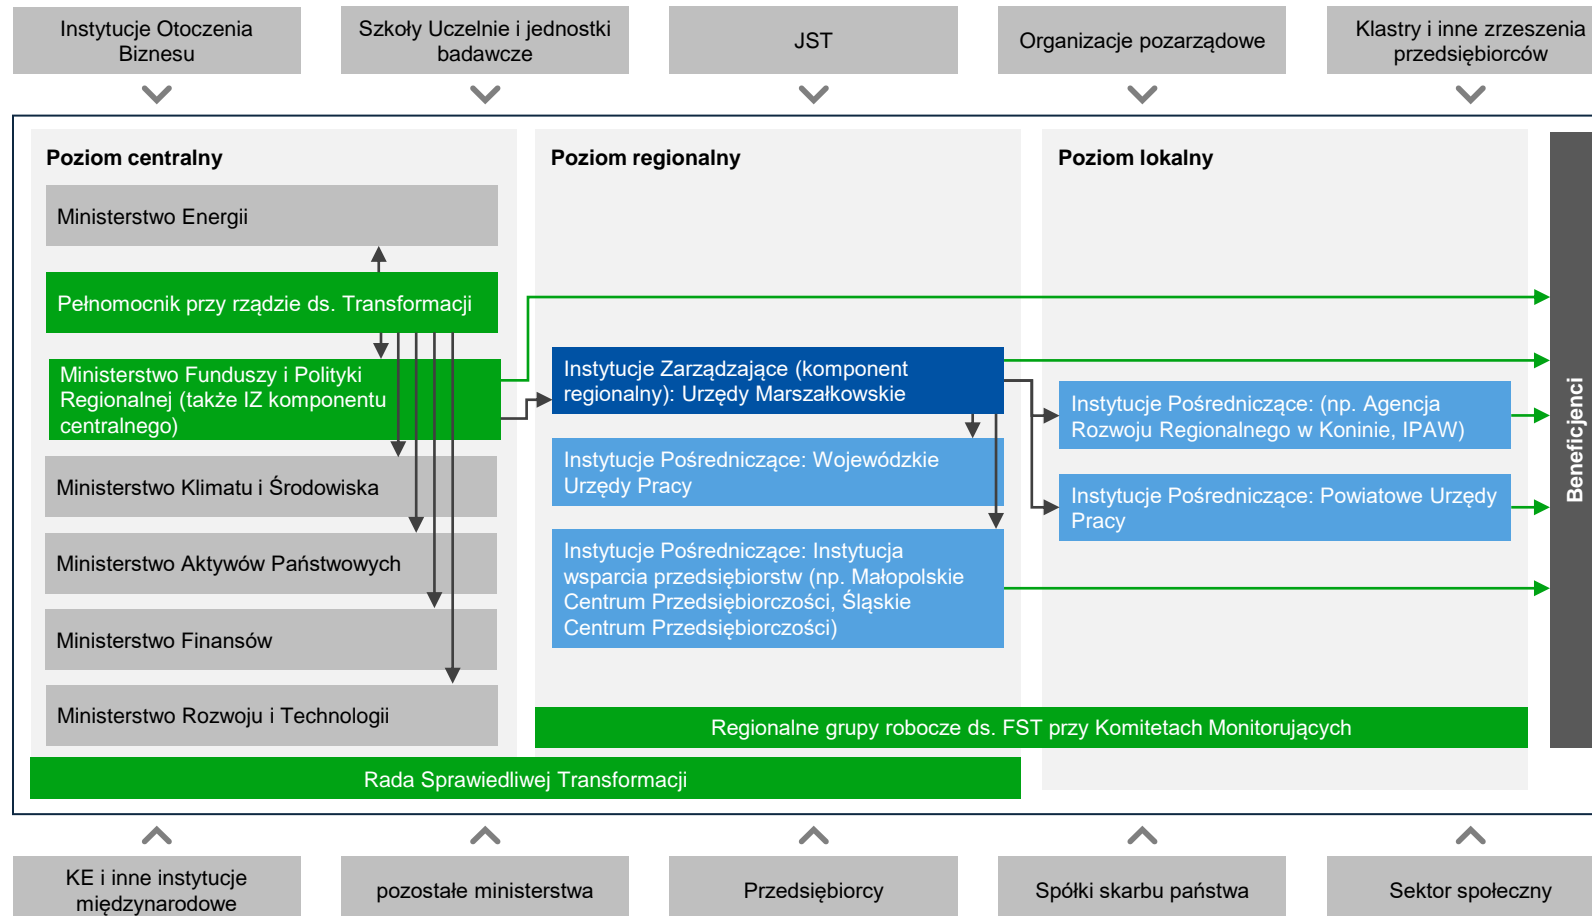 Instytucje Otoczenia
Biznesu
Szkoły Uczelnie i jednostki
badawcze
JST
Organizacje pozarządowe
Klastry i inne zrzeszenia
przedsiębiorców
Poziom centralny
Ministerstwo Energii
Pełnomocnik przy rządzie ds. Transformacji
Ministerstwo Funduszy i Polityki
Regionalnej (także IZ komponentu
centralnego)
Ministerstwo Klimatu i Środowiska
Ministerstwo Aktywów Państwowych
Ministerstwo Finansów
Ministerstwo Rozwoju i Technologii
Poziom regionalny
Instytucje Zarządzające (komponent
regionalny): Urzędy Marszałkowskie
Instytucje Pośredniczące: Wojewódzkie
Urzędy Pracy
Instytucje Pośredniczące: Instytucja
wsparcia przedsiębiorstw (np. Małopolskie
Centrum Przedsiębiorczości, Śląskie
Centrum Przedsiębiorczości)
Poziom lokalny
Instytucje Pośredniczące: (np. Agencja
Rozwoju Regionalnego w Koninie, IPAW)
Instytucje Pośredniczące: Powiatowe Urzędy
Pracy
Beneficjenci
Regionalne grupy robocze ds. FST przy Komitetach Monitorujących
Rada Sprawiedliwej Transformacji
KE i inne instytucje
międzynarodowe
pozostałe ministerstwa
Przedsiębiorcy
Spółki skarbu państwa
Sektor społeczny